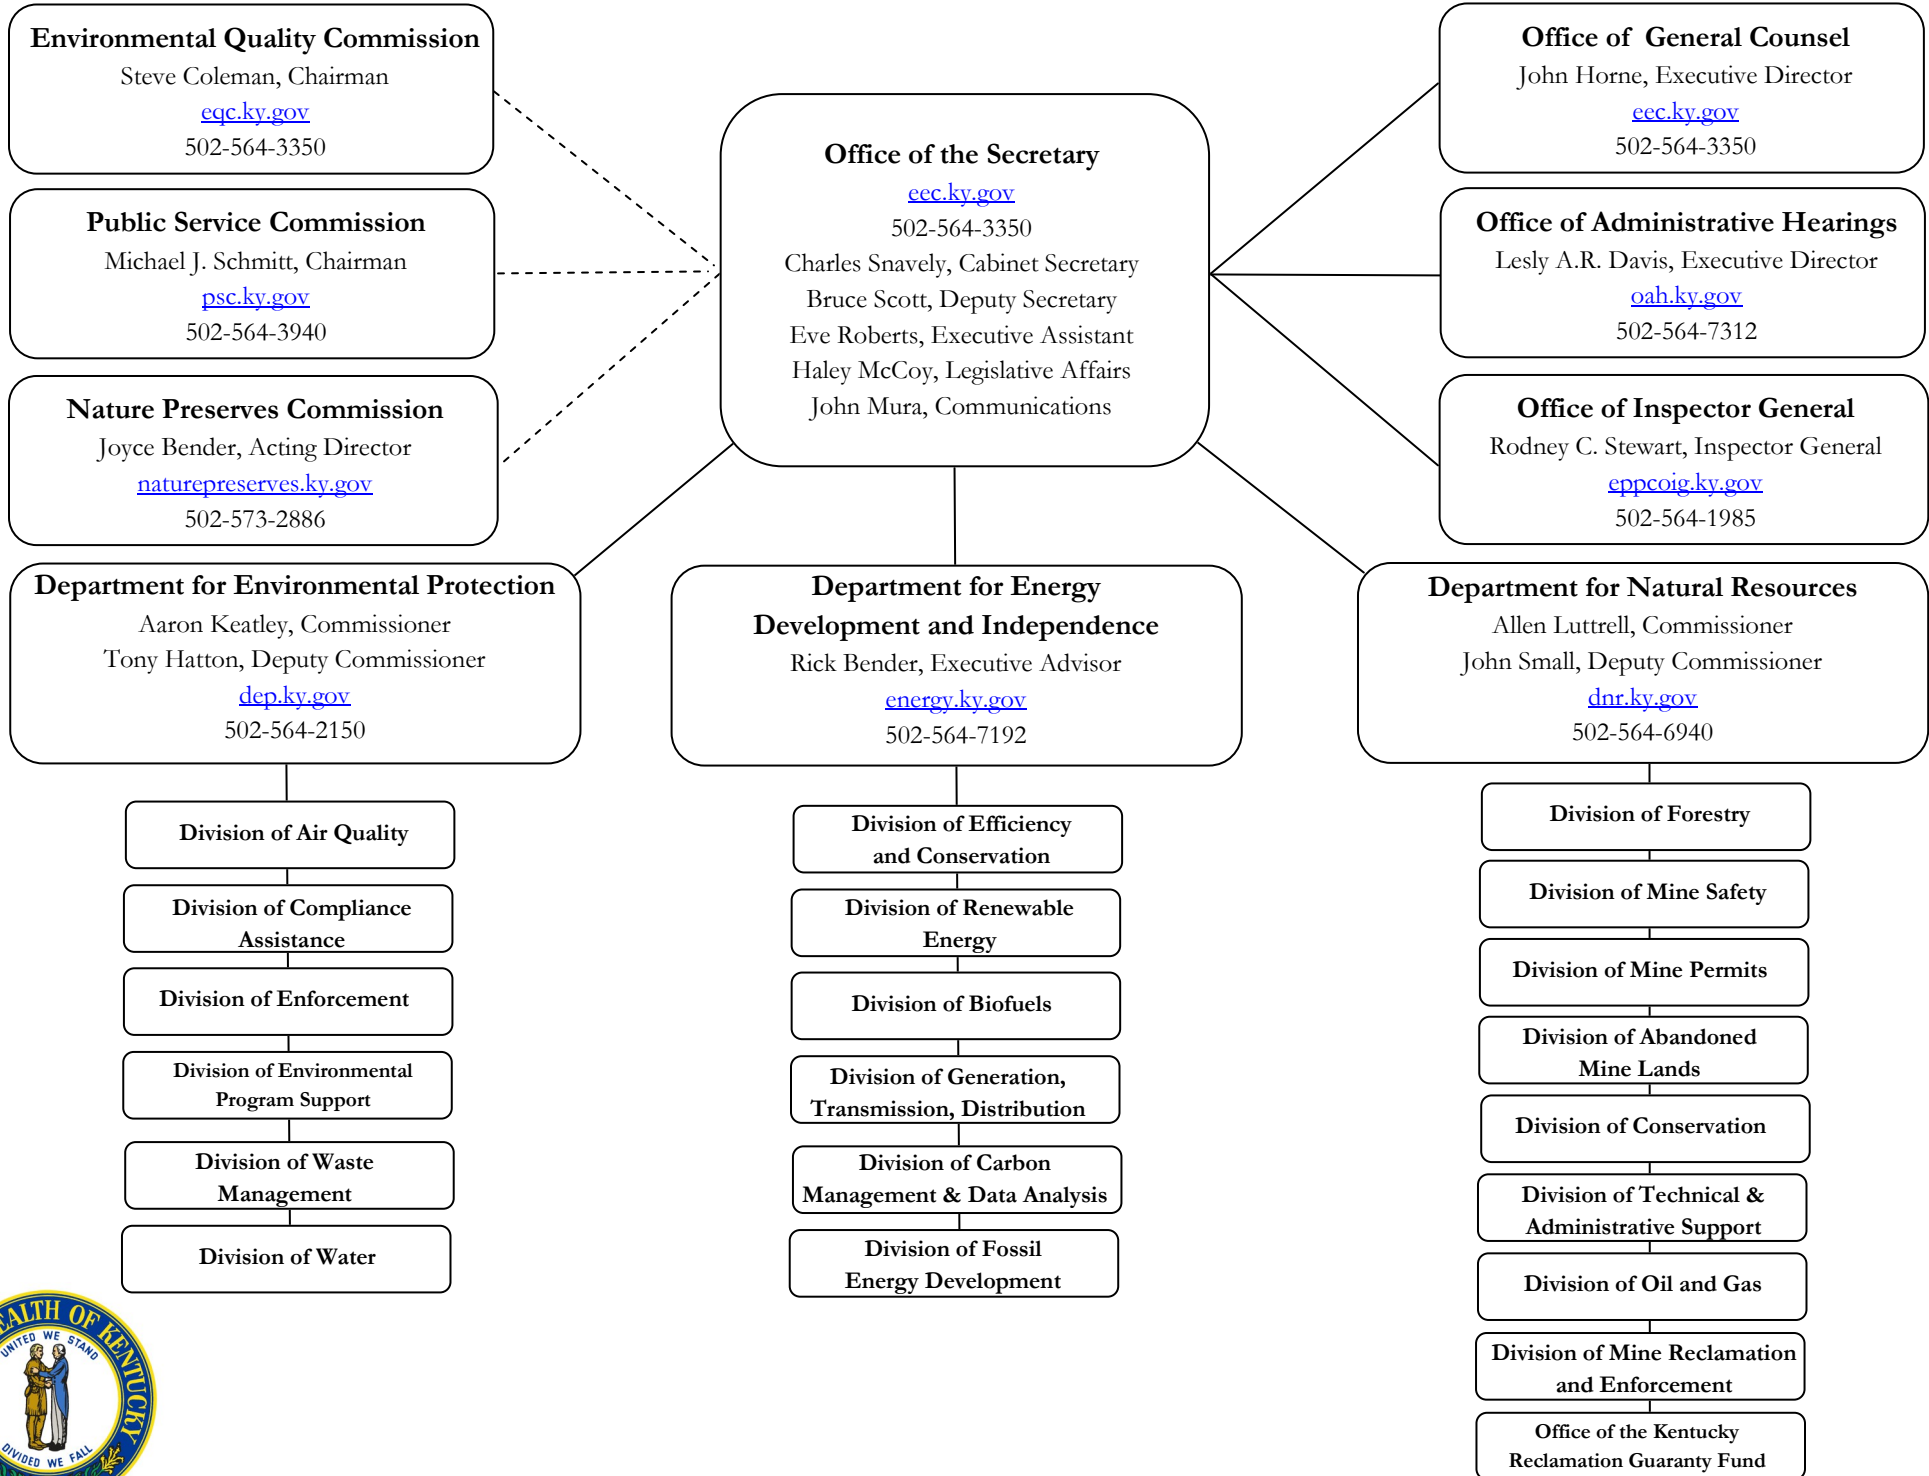 Environmental Quality Commission
Steve Coleman, Chairman
eqc.ky.gov
502-564-3350
Public Service Commission
Michael J. Schmitt, Chairman
psc.ky.gov
502-564-3940
Nature Preserves Commission
Joyce Bender, Acting Director
naturepreserves.ky.gov
502-573-2886
Office of the Secretary
eec.ky.gov
502-564-3350
Charles Snavely, Cabinet Secretary
Bruce Scott, Deputy Secretary
Eve Roberts, Executive Assistant
Haley McCoy, Legislative Affairs
John Mura, Communications
Office of General Counsel
John Horne, Executive Director
eec.ky.gov
502-564-3350
Office of Administrative Hearings
Lesly A.R. Davis, Executive Director
oah.ky.gov
502-564-7312
Office of Inspector General
Rodney C. Stewart, Inspector General
eppcoig.ky.gov
502-564-1985
Department for Environmental Protection
Aaron Keatley, Commissioner
Tony Hatton, Deputy Commissioner
dep.ky.gov
502-564-2150
Division of Air Quality
Division of Compliance
Assistance
Division of Enforcement
Division of Environmental
Program Support
Division of Waste
Management
Division of Water
Department for Energy
Development and Independence
Rick Bender, Executive Advisor
energy.ky.gov
502-564-7192
Division of Efficiency
and Conservation
Division of Renewable
Energy
Division of Biofuels
Division of Generation,
Transmission, Distribution
Division of Carbon
Management & Data Analysis
Division of Fossil
Energy Development
Department for Natural Resources
Allen Luttrell, Commissioner
John Small, Deputy Commissioner
dnr.ky.gov
502-564-6940
Division of Forestry
Division of Mine Safety
Division of Mine Permits
Division of Abandoned
Mine Lands
Division of Conservation
Division of Technical &
Administrative Support
Division of Oil and Gas
Division of Mine Reclamation
and Enforcement
Office of the Kentucky
Reclamation Guaranty Fund
EALTH OF KENTUCKY
UNITED WE STAND
DIVIDED WE FALL